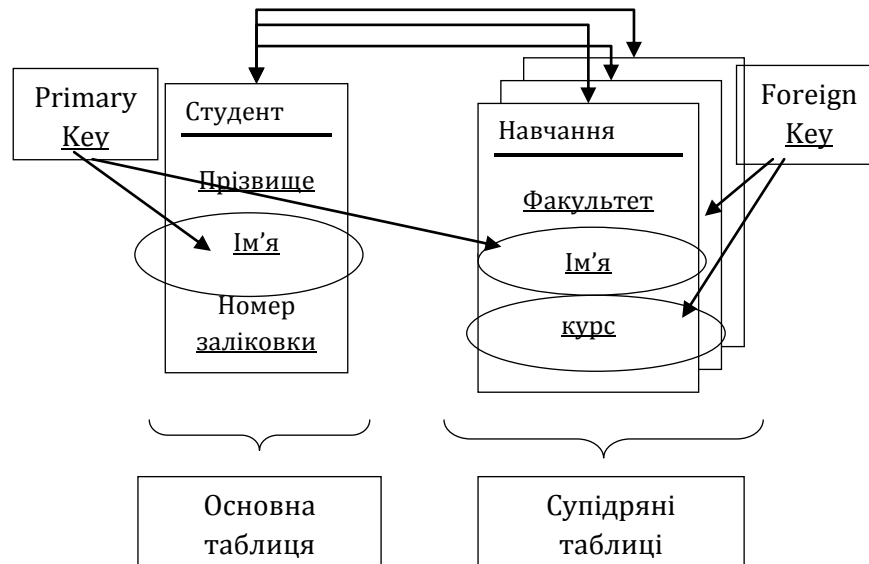 Primary
Key
Студент
Прізвище
Ім’я
Номер
заліковки
Навчання
Факультет
Ім’я
курс
Foreign
Key
Основна
таблиця
Супідряні
таблиці